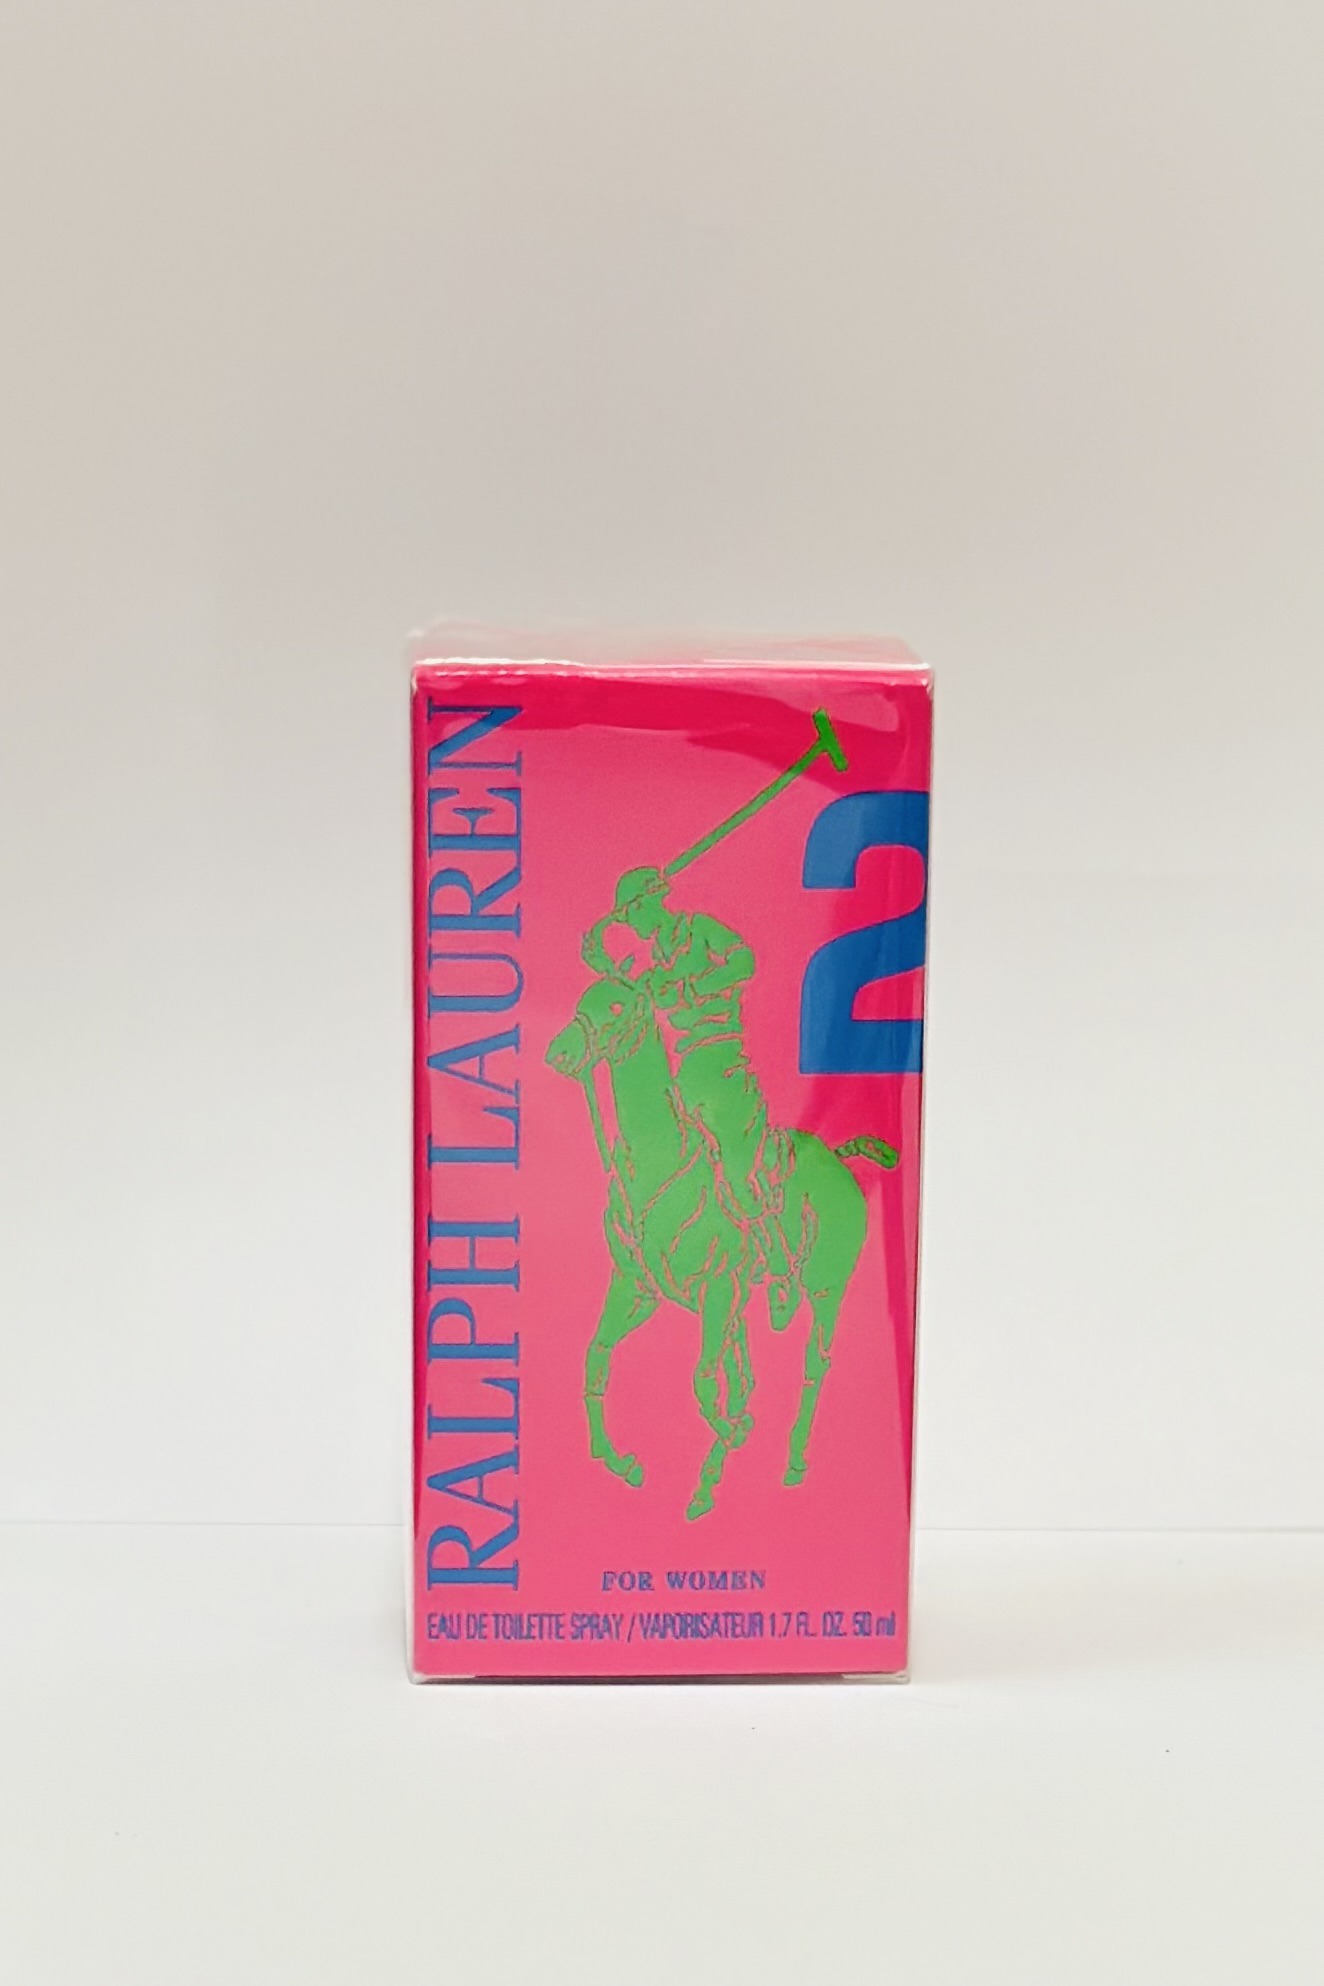 RALPH LAUREN
2
FOR WOMEN
EAU DE TOILETTE SPRAY / VAPORISATEUR 1.7 FL. OZ. 50 ml